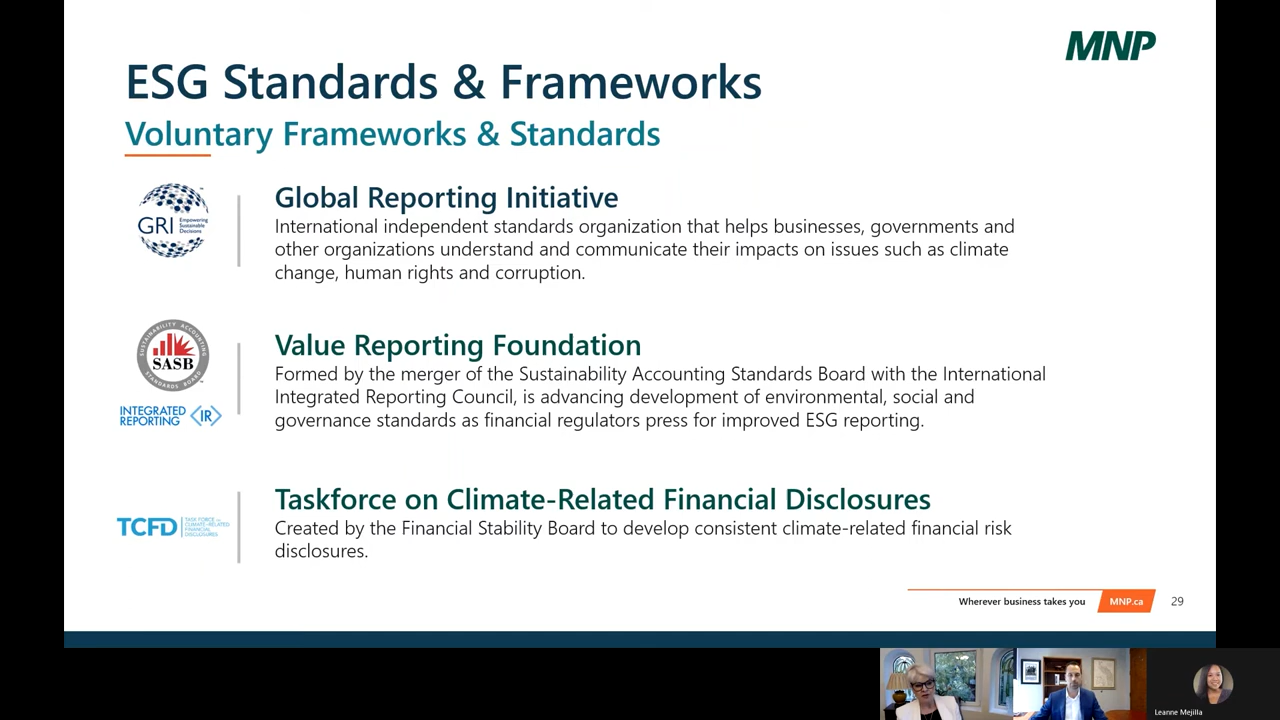 MNP
ESG Standards & Frameworks
Voluntary Frameworks & Standards
GRI Empowering
Sustainable
Decisions
Global Reporting Initiative
International independent standards organization that helps businesses, governments and
other organizations understand and communicate their impacts on issues such as climate
change, human rights and corruption.
SUSTAINABILITY ACCOUNTING
SASB
STANDARDS BOARD
INTEGRATED
REPORTING <IR>
Value Reporting Foundation
Formed by the merger of the Sustainability Accounting Standards Board with the International
Integrated Reporting Council, is advancing development of environmental, social and
governance standards as financial regulators press for improved ESG reporting.
TCFD
TASK FORCE ON
CLIMATE-RELATED
FINANCIAL
DISCLOSURES
Taskforce on Climate-Related Financial Disclosures
Created by the Financial Stability Board to develop consistent climate-related financial risk
disclosures.
Wherever business takes you
MNP.ca
29
Leanne Mejilla